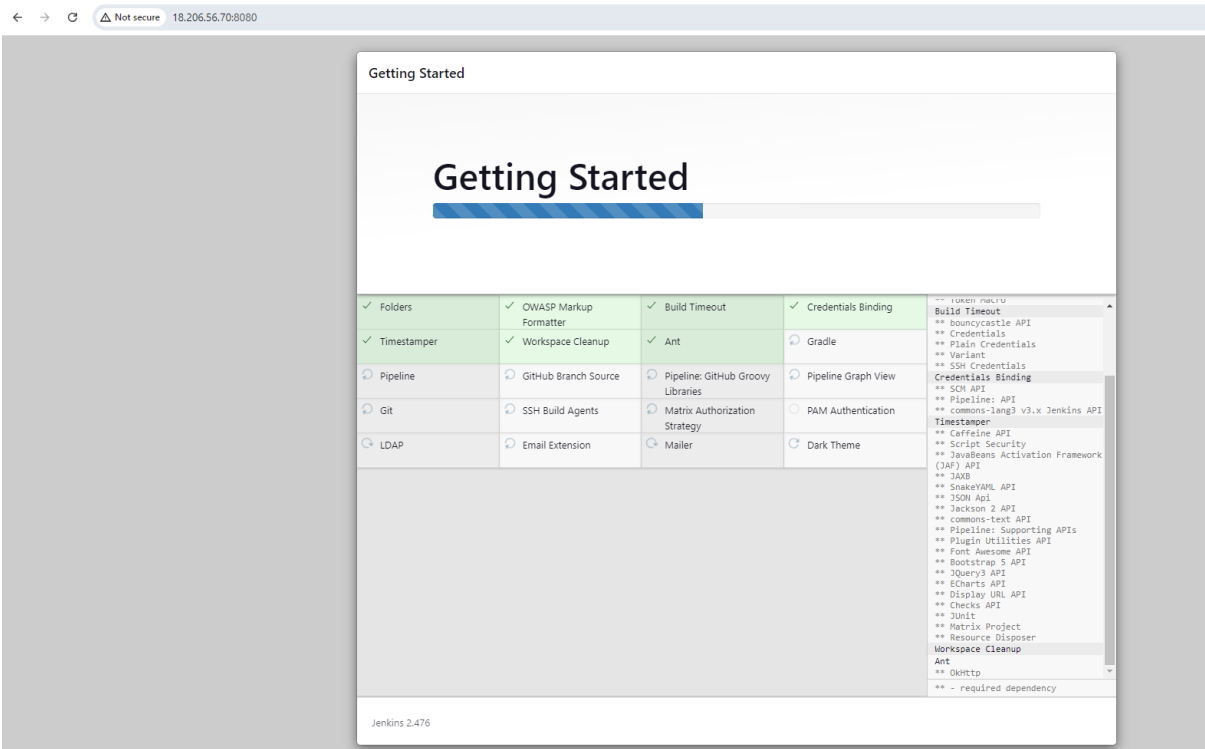 Not secure 18.206.56.70:8080
Getting Started
Getting Started
Folders
OWASP Markup
Formatter
Build Timeout
Credentials Binding
Timestamper
Workspace Cleanup
Ant
Gradle
Pipeline
GitHub Branch Source
Pipeline: GitHub Groovy
Libraries
Pipeline Graph View
Git
SSH Build Agents
Matrix Authorization
Strategy
PAM Authentication
LDAP
Email Extension
Mailer
Dark Theme
** Token Macro
Build Timeout
** bouncycastle API
** Credentials
** Plain Credentials
** Variant
** SSH Credentials
Credentials Binding
** SCM API
** Pipeline: API
** commons-lang3 v3.x Jenkins API
Timestamper
** Caffeine API
** Script Security
** JavaBeans Activation Framework
(JAF) API
** JAXB
** SnakeYAML API
** JSON Api
** Jackson 2 API
** commons-text API
** Pipeline: Supporting APIs
** Plugin Utilities API
** Font Awesome API
** Bootstrap 5 API
** JQuery3 API
** ECharts API
** Display URL API
** Checks API
** JUnit
** Matrix Project
** Resource Disposer
Workspace Cleanup
Ant
** OkHttp
** - required dependency
Jenkins 2.476